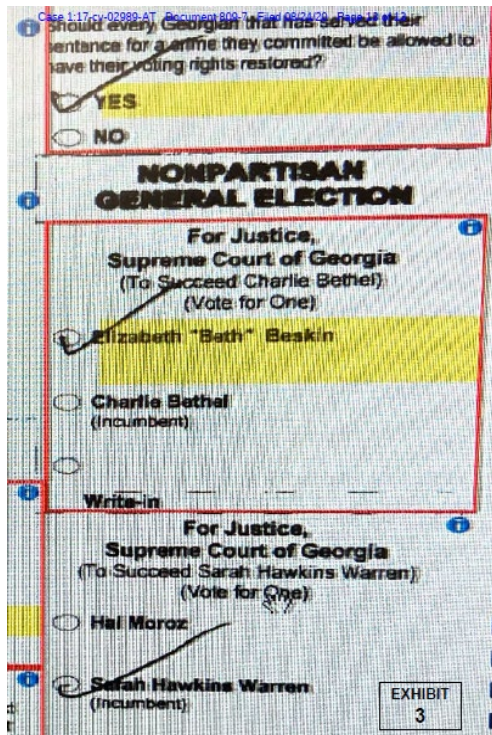 Case 1:17-cv-02989-AT Document 809-7 Filed 08/24/20 Page 12 of 12
Should every Georgian that has served their
sentence for a crime they committed be allowed to
have their voting rights restored?
YES
NO
NONPARTISAN
GENERAL ELECTION
For Justice,
Supreme Court of Georgia
(To Succeed Charlie Bethel)
(Vote for One)
Elizabeth "Beth" Beskin
Charlie Bethel
(Incumbent)
Write-in
For Justice,
Supreme Court of Georgia
(To Succeed Sarah Hawkins Warren)
(Vote for One)
Hal Moroz
Sarah Hawkins Warren
(Incumbent)
EXHIBIT
3